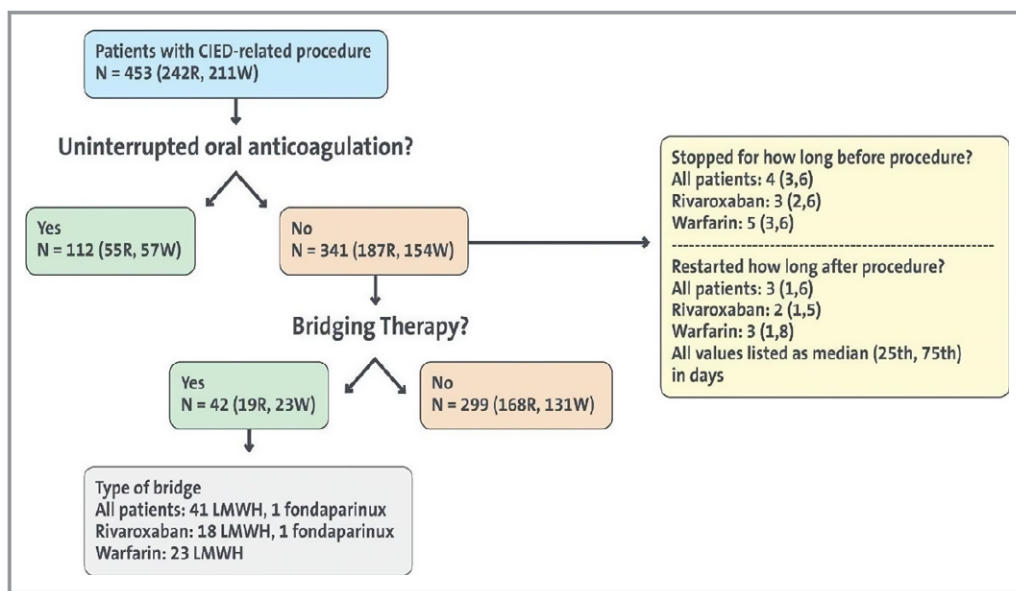 Patients with CIED-related procedure
N = 453 (242R, 211W)
Uninterrupted oral anticoagulation?
Yes
N = 112 (55R, 57W)
No
N = 341 (187R, 154W)
Stopped for how long before procedure?
All patients: 4 (3,6)
Rivaroxaban: 3 (2,6)
Warfarin: 5 (3,6)
Restarted how long after procedure?
All patients: 3 (1,6)
Rivaroxaban: 2 (1,5)
Warfarin: 3 (1,8)
All values listed as median (25th, 75th)
in days
Bridging Therapy?
Yes
N = 42 (19R, 23W)
No
N = 299 (168R, 131W)
Type of bridge
All patients: 41 LMWH, 1 fondaparinux
Rivaroxaban: 18 LMWH, 1 fondaparinux
Warfarin: 23 LMWH